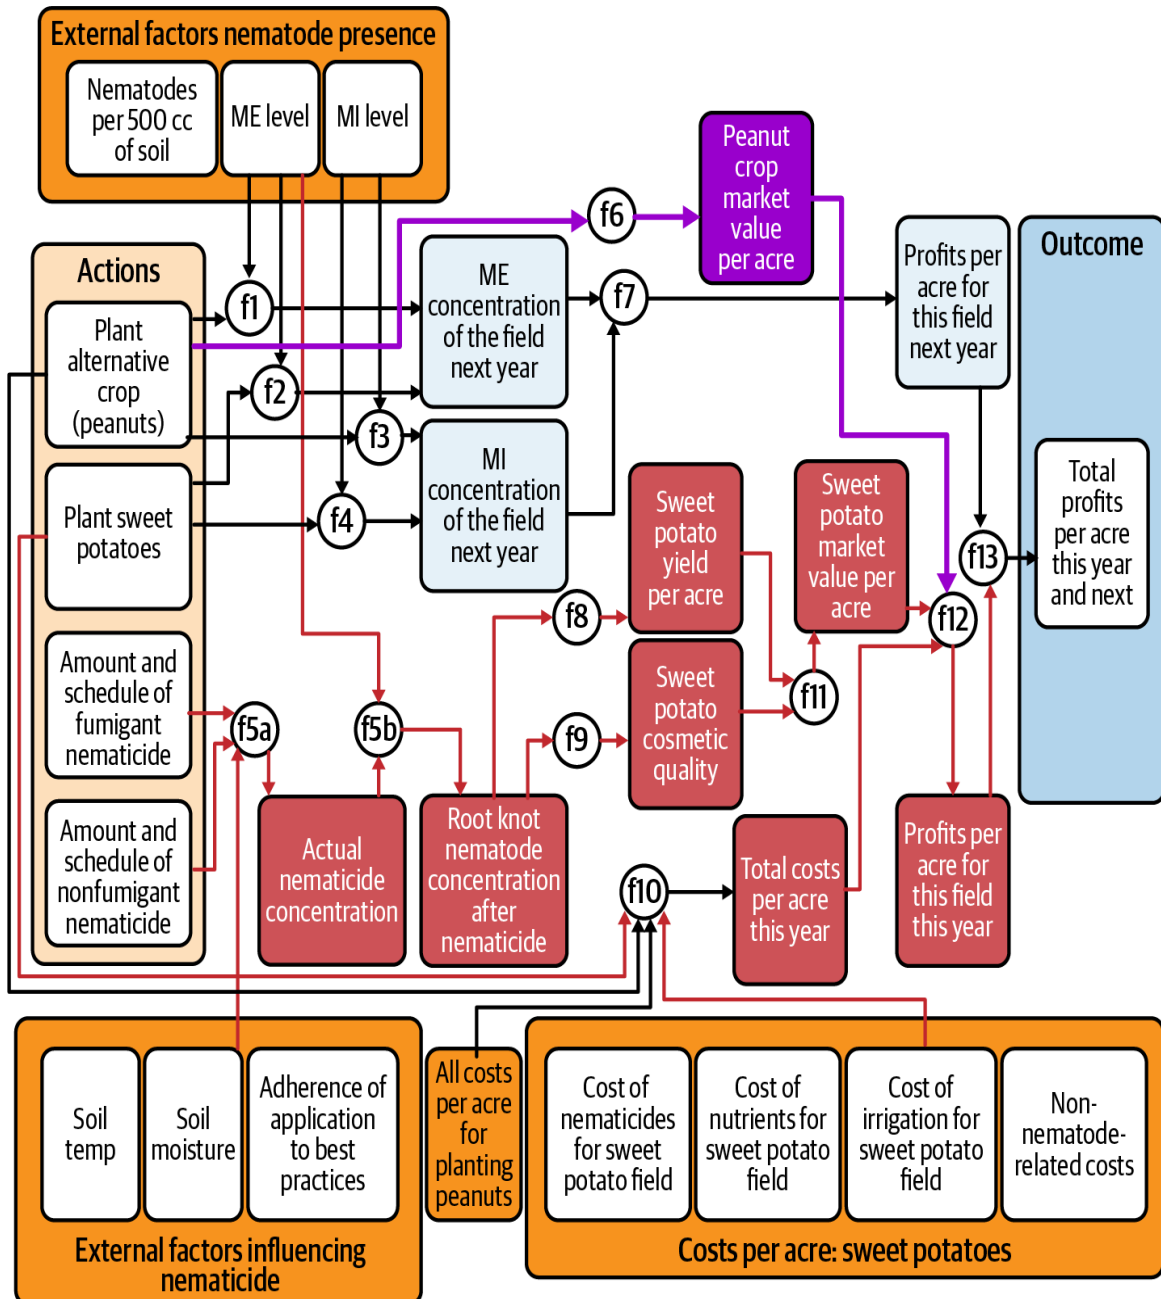 External factors nematode presence
Nematodes
per 500 cc
of soil
ME level
MI level
Peanut
crop
market
value
per acre
f6
Actions
Plant
alternative
crop
(peanuts)
Plant sweet
potatoes
Amount and
schedule of
fumigant
nematicide
Amount and
schedule of
nonfumigant
nematicide
f1
f2
f3
f4
ME
concentration
of the field
next year
MI
concentration
of the field
next year
f7
Profits per
acre for
this field
next year
Outcome
Total
profits
per acre
this year
and next
Sweet
potato
yield
per acre
Sweet
potato
market
value per
acre
f13
f12
f8
Sweet
potato
cosmetic
quality
f11
f5a
f5b
f9
Actual
nematicide
concentration
Root knot
nematode
concentration
after
nematicide
f10
Total costs
per acre
this year
Profits per
acre for
this field
this year
Soil
temp
Soil
moisture
Adherence of
application
to best
practices
External factors influencing
nematicide
All costs
per acre
for
planting
peanuts
Cost of
nematicides
for sweet
potato field
Cost of
nutrients for
sweet potato
field
Cost of
irrigation for
sweet potato
field
Non-
nematode-
related costs
Costs per acre: sweet potatoes